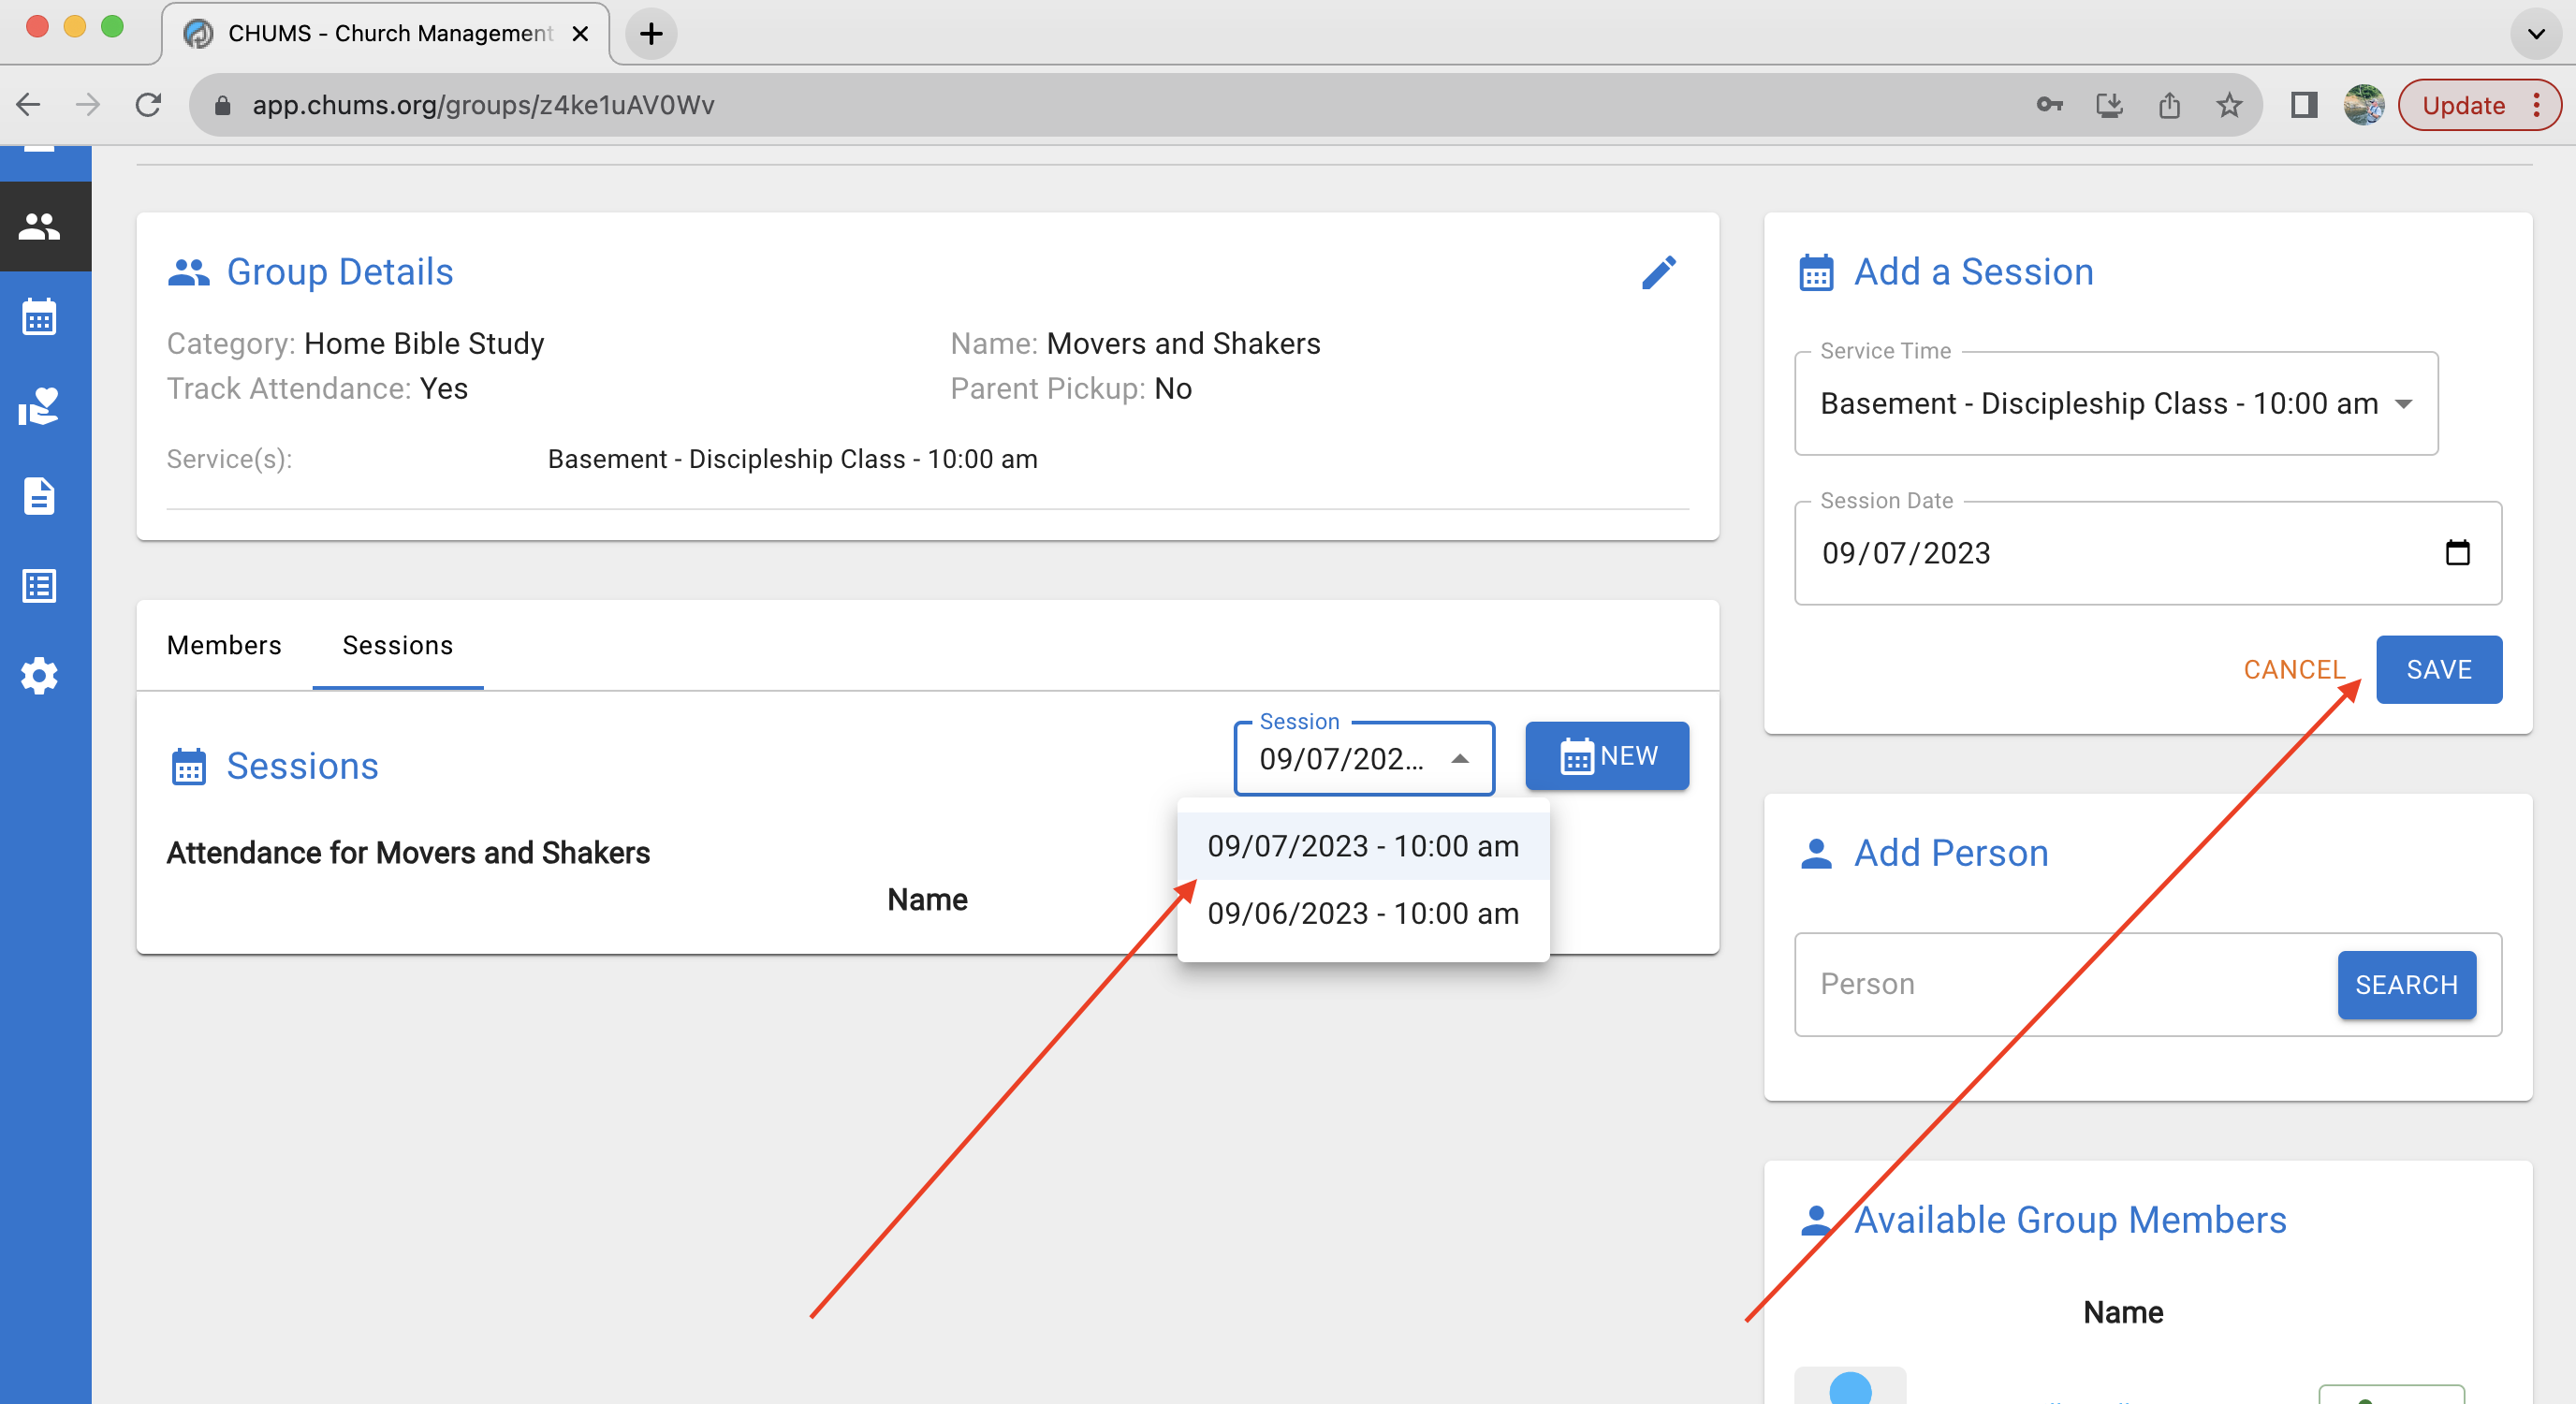 CHUMS - Church Management
app.chums.org/groups/z4ke1uAV0Wv
Update
Group Details
Category: Home Bible Study
Name: Movers and Shakers
Track Attendance: Yes
Parent Pickup: No
Service(s):
Basement - Discipleship Class - 10:00 am
Members
Sessions
Sessions
Session
09/07/202...
NEW
09/07/2023 - 10:00 am
09/06/2023 - 10:00 am
Attendance for Movers and Shakers
Name
Add a Session
Service Time
Basement - Discipleship Class - 10:00 am
Session Date
09/07/2023
CANCEL
SAVE
Add Person
Person
SEARCH
Available Group Members
Name